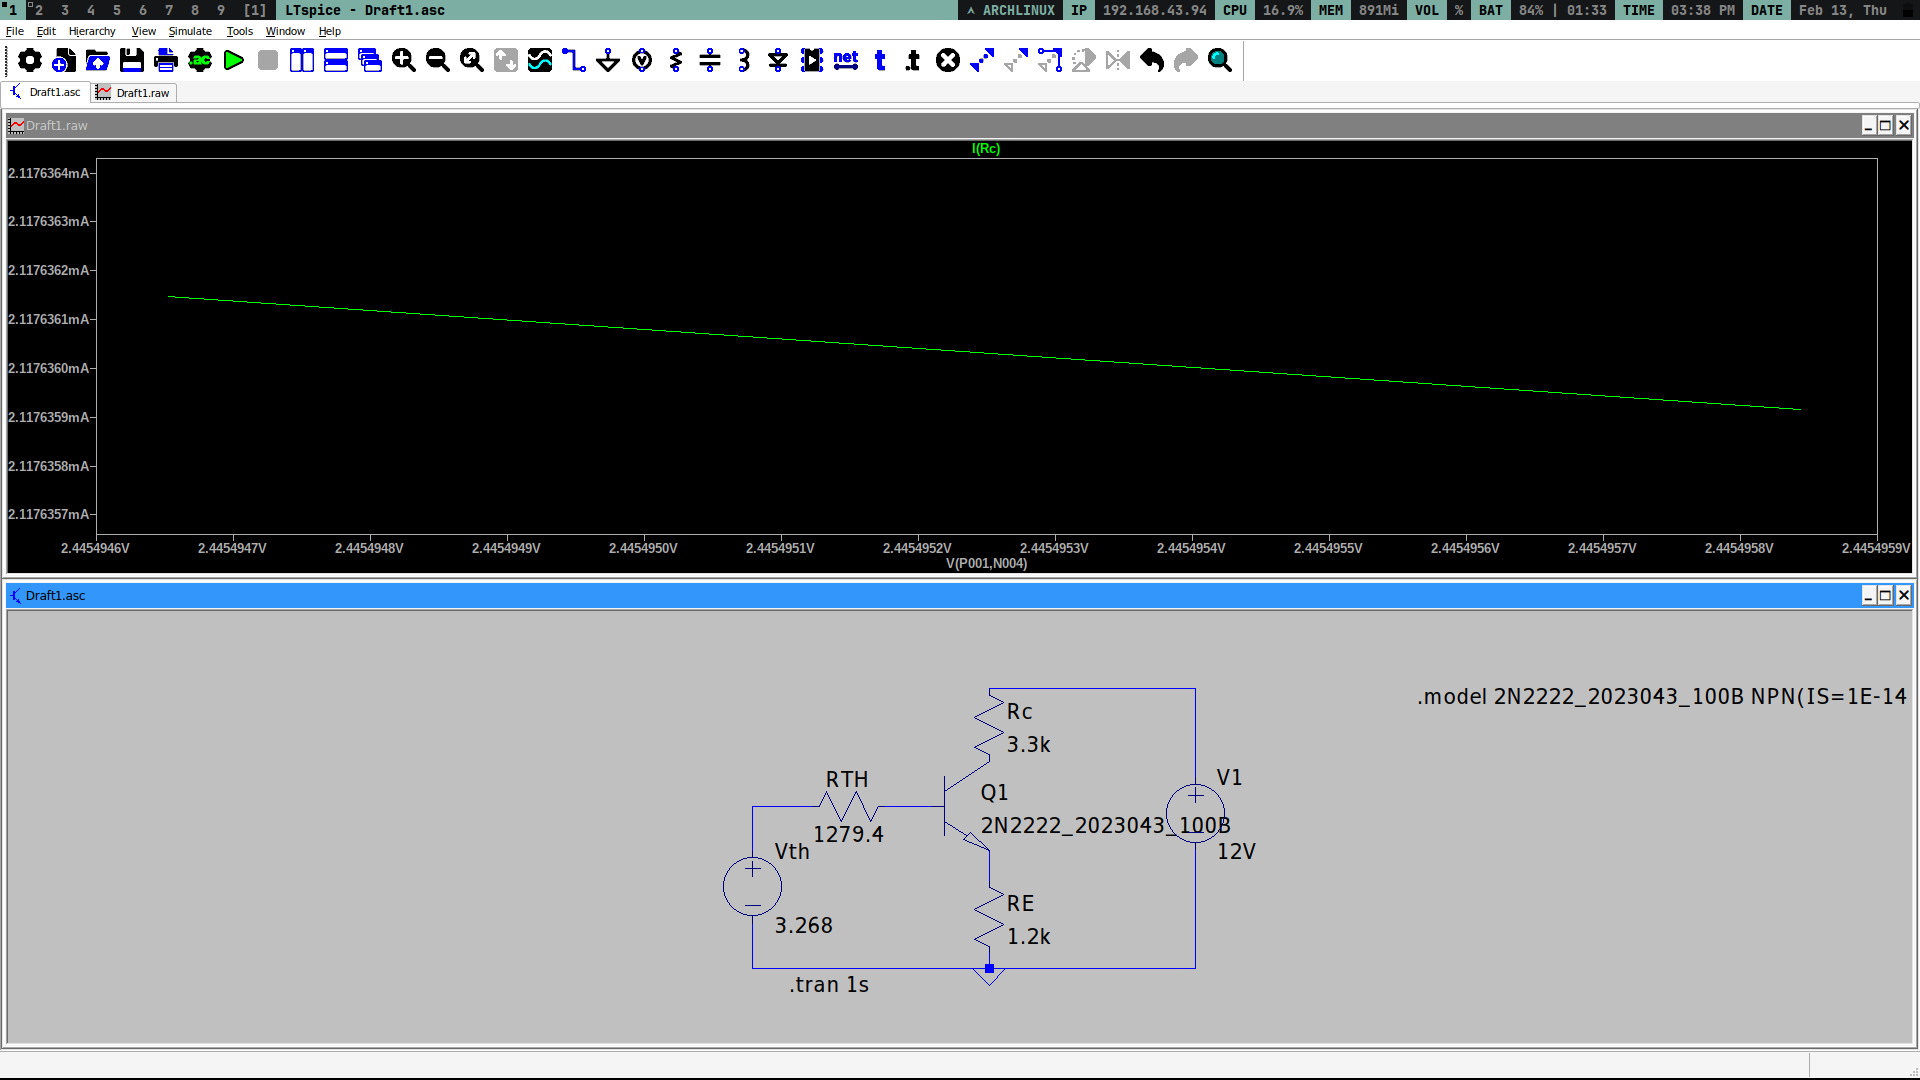 1 2 3 4 5 6 7 8 9 [1] LTspice - Draft1.asc ARCHLINUX IP 192.168.43.94 CPU 16.9% MEM 891Mi VOL % BAT 84% | 01:33 TIME 03:38 PM DATE Feb 13, Thu
File Edit Hierarchy View Simulate Tools Window Help
.ac net t .t
Draft1.asc Draft1.raw
Draft1.raw
I(Rc)
2.1176364mA
2.1176363mA
2.1176362mA
2.1176361mA
2.1176360mA
2.1176359mA
2.1176358mA
2.1176357mA
2.4454946V 2.4454947V 2.4454948V 2.4454949V 2.4454950V 2.4454951V 2.4454952V 2.4454953V 2.4454954V 2.4454955V 2.4454956V 2.4454957V 2.4454958V 2.4454959V
V(P001,N004)
Draft1.asc
.model 2N2222_2023043_100B NPN(IS=1E-14
Rc
3.3k
RTH
1279.4
Q1
2N2222_2023043_100B
V1
12V
Vth
3.268
RE
1.2k
.tran 1s